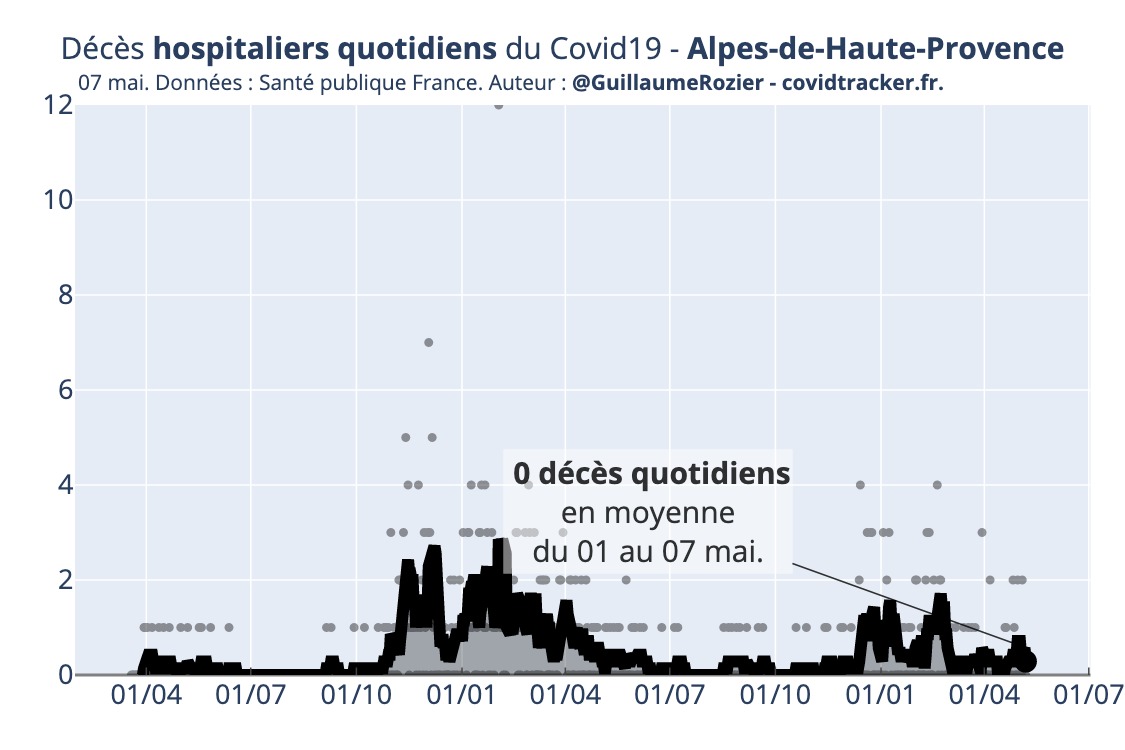 Décès hospitaliers quotidiens du Covid19 - Alpes-de-Haute-Provence
07 mai. Données : Santé publique France. Auteur : @GuillaumeRozier - covidtracker.fr.
12
10
8
6
4
2
0
0 décès quotidiens
en moyenne
du 01 au 07 mai.
01/04 01/07 01/10 01/01 01/04 01/07 01/10 01/01 01/04 01/07